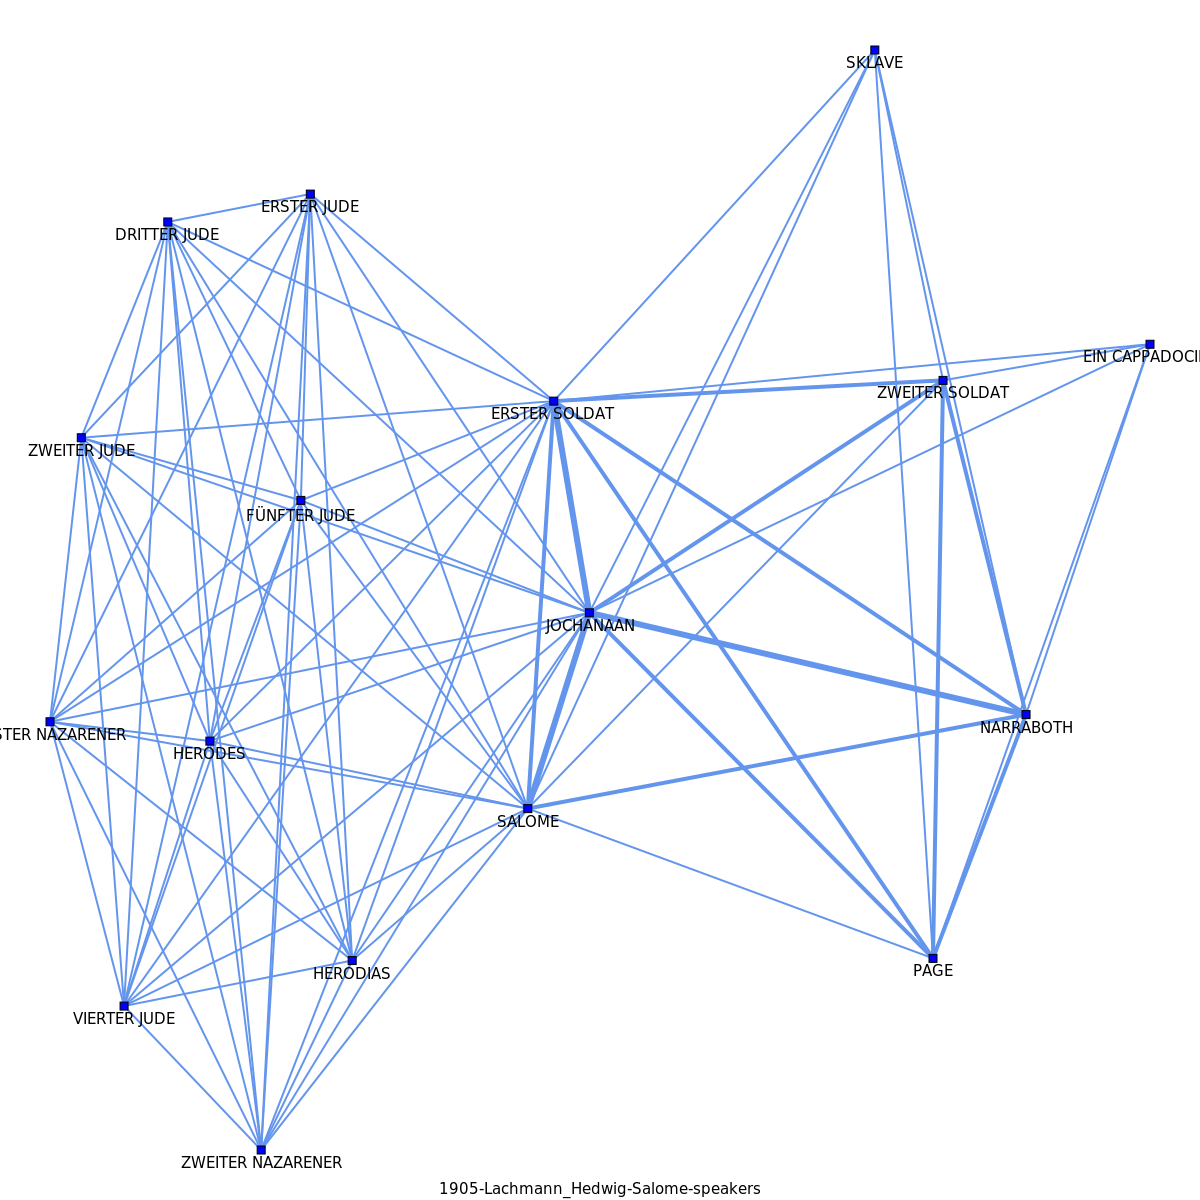 SKLAVE
ERSTER JUDE
DRITTER JUDE
EIN CAPPADOCI
ZWEITER SOLDAT
ERSTER SOLDAT
ZWEITER JUDE
FÜNFTER JUDE
JOCHANAAN
NARRABOTH
STER NAZARENER
HERODES
SALOME
PAGE
HERODIAS
VIERTER JUDE
ZWEITER NAZARENER
1905-Lachmann_Hedwig-Salome-speakers